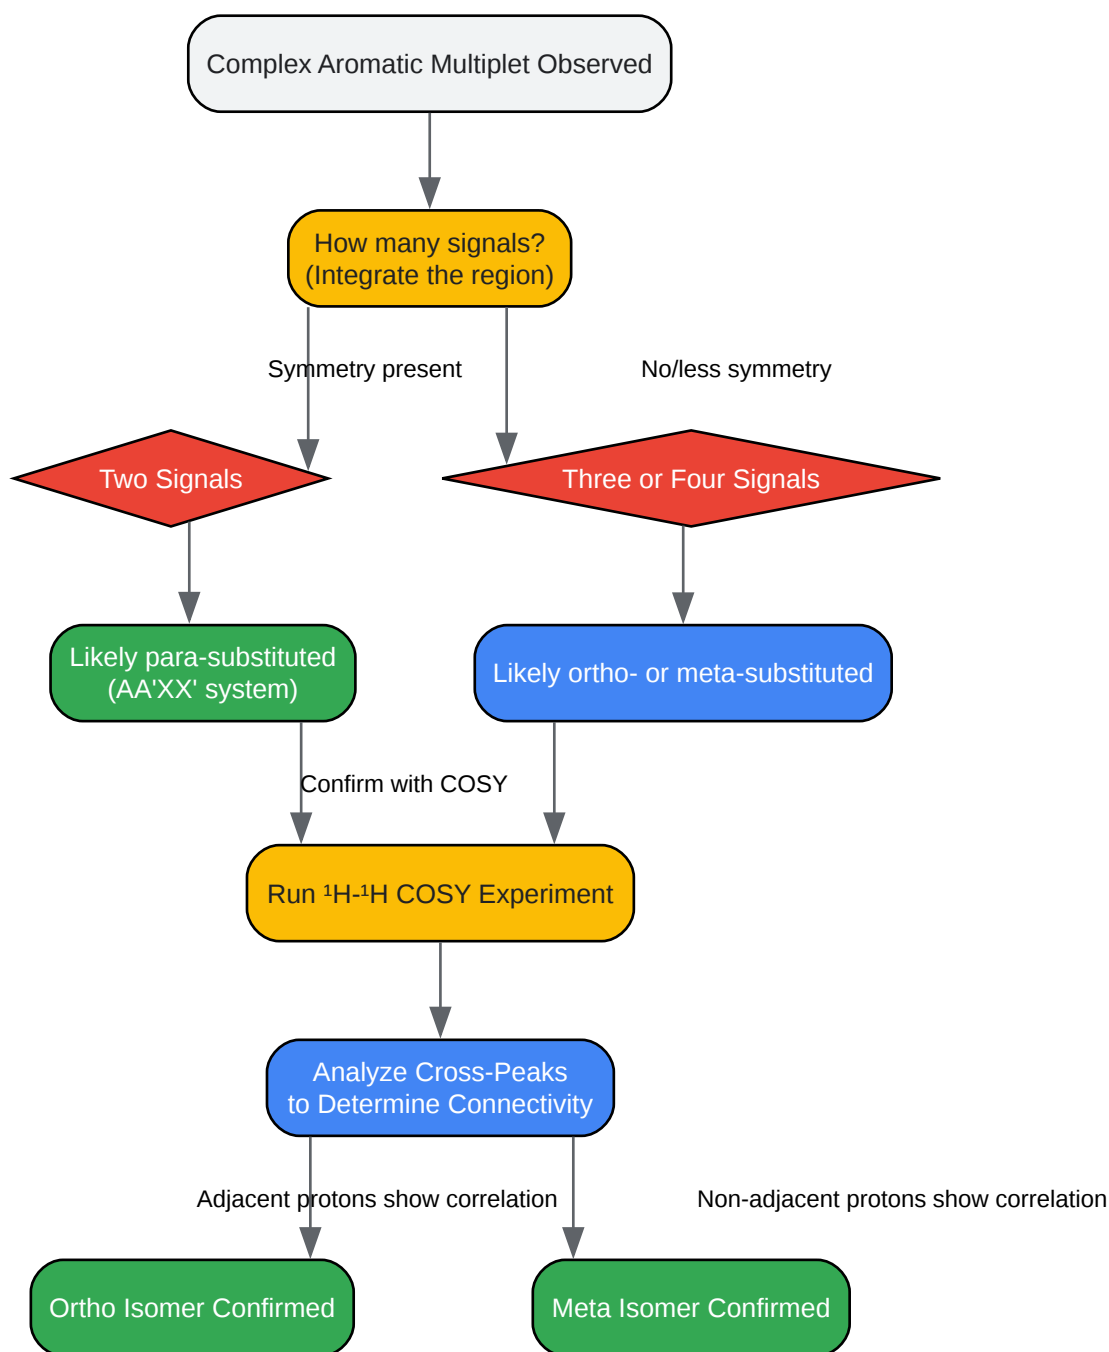 Complex Aromatic Multiplet Observed
How many signals?
(Integrate the region)
Symmetry present
No/less symmetry
Two Signals
Three or Four Signals
Likely para-substituted
(AA'XX' system)
Likely ortho- or meta-substituted
Confirm with COSY
Run ¹H-¹H COSY Experiment
Analyze Cross-Peaks
to Determine Connectivity
Adjacent protons show correlation
Non-adjacent protons show correlation
Ortho Isomer Confirmed
Meta Isomer Confirmed